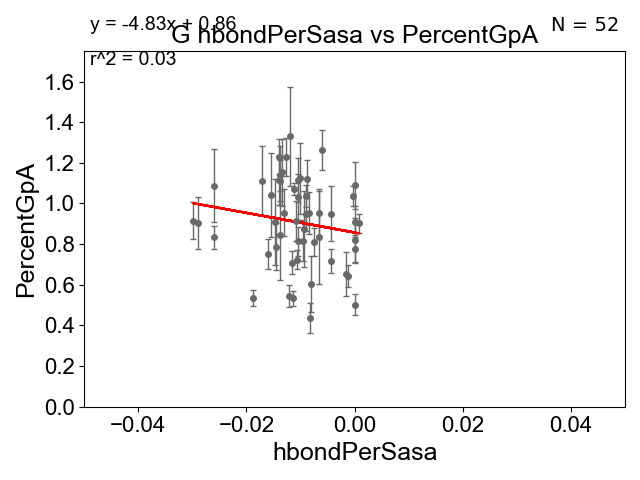 y = -4.83x + 0.86
N = 52
G hbondPerSasa vs PercentGpA
r^2 = 0.03
1.6
1.4
1.2
1.0
0.8
0.6
0.4
0.2
0.0
PercentGpA
−0.04 −0.02 0.00 0.02 0.04
hbondPerSasa